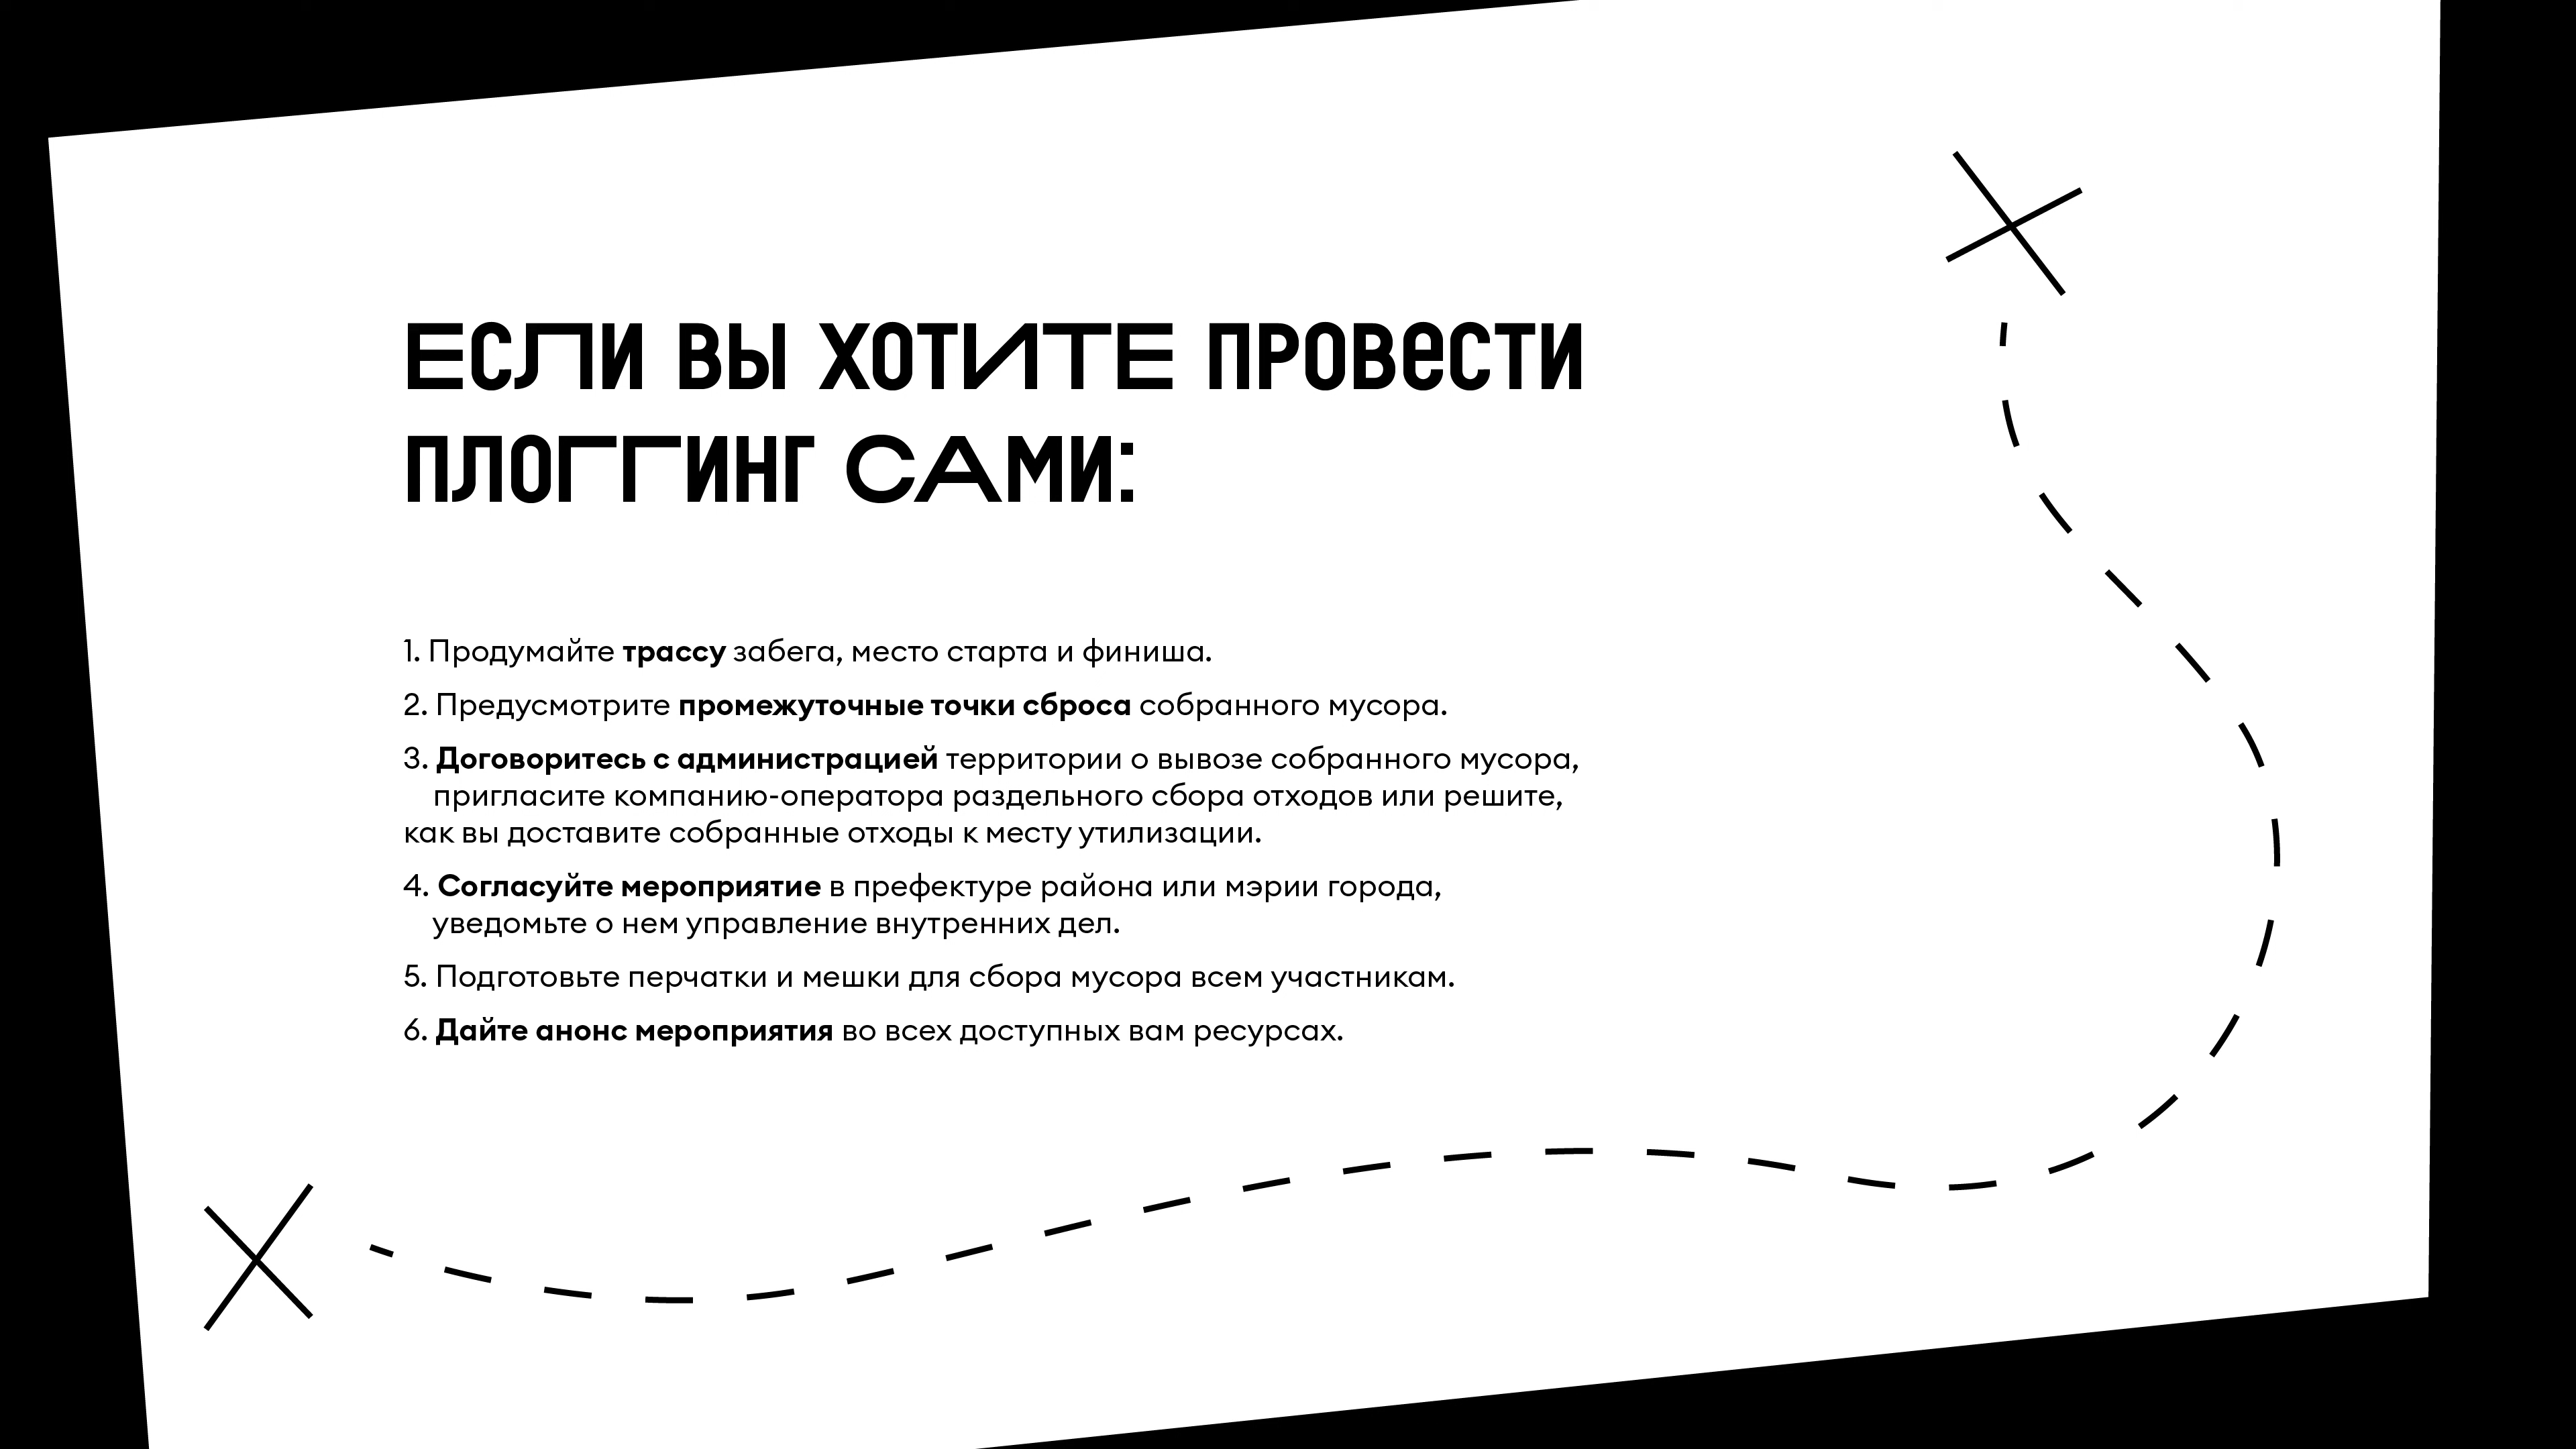 ЕСЛИ ВЫ ХОТИТЕ ПРОВеСТИ
ПЛОГГИНГ САМИ:
1. Продумайте трассу забега, место старта и финиша.
2. Предусмотрите промежуточные точки сброса собранного мусора.
3. Договоритесь с администрацией территории о вывозе собранного мусора,
пригласите компанию-оператора раздельного сбора отходов или решите,
как вы доставите собранные отходы к месту утилизации.
4. Согласуйте мероприятие в префектуре района или мэрии города,
уведомьте о нем управление внутренних дел.
5. Подготовьте перчатки и мешки для сбора мусора всем участникам.
6. Дайте анонс мероприятия во всех доступных вам ресурсах.